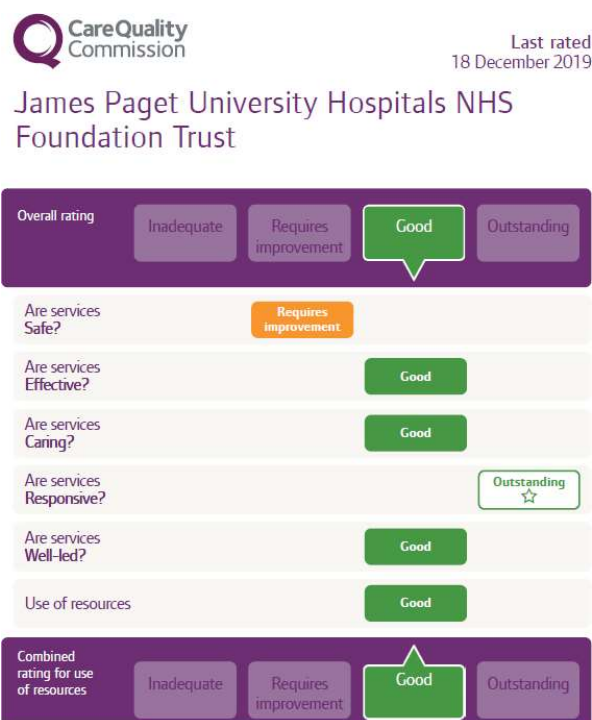 CareQuality
Commission
Last rated
18 December 2019
James Paget University Hospitals NHS
Foundation Trust
Overall rating
Inadequate
Requires
improvement
Good
Outstanding
Are services
Safe?
Requires
improvement
Are services
Effective?
Good
Are services
Caring?
Good
Are services
Responsive?
Outstanding
Are services
Well-led?
Good
Use of resources
Good
Combined
rating for use
of resources
Inadequate
Requires
improvement
Good
Outstanding